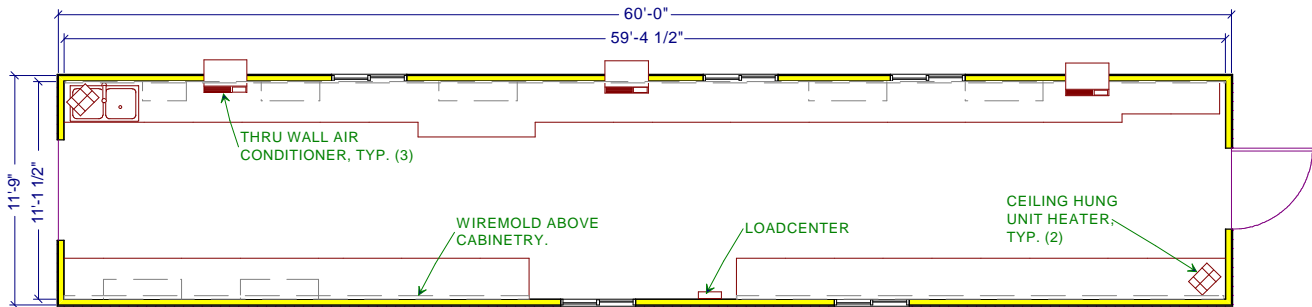 60'-0"
59'-4 1/2"
11'-9"
11'-1 1/2"
THRU WALL AIR
CONDITIONER, TYP. (3)
WIREMOLD ABOVE
CABINETRY.
LOADCENTER
CEILING HUNG
UNIT HEATER,
TYP. (2)